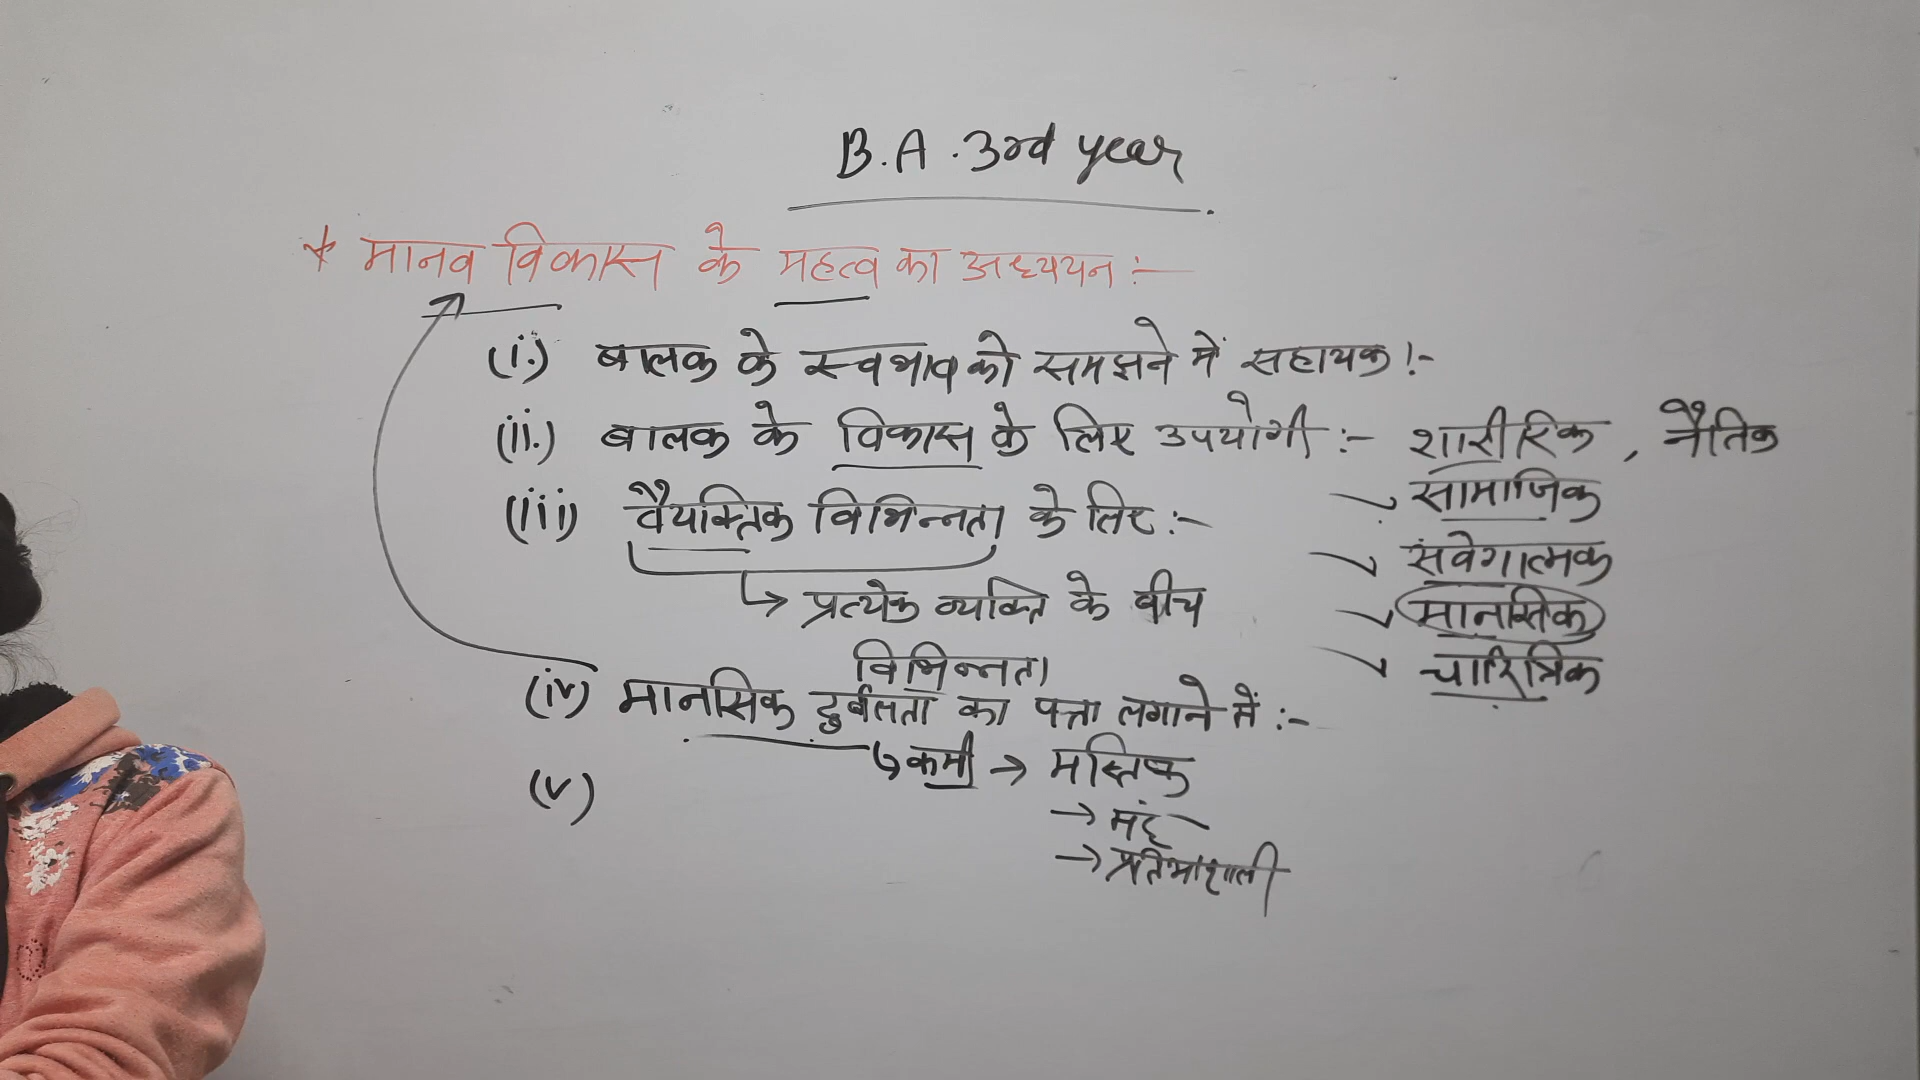 B.A. 3rd year
* मानव विकास के महत्व का अध्ययन :-
(i.) बालक के स्वभाव को समझने में सहायक :-
(ii.) बालक के विकास के लिए उपयोगी :- शारीरिक , नैतिक
सामाजिक
(iii) वैयक्तिक विभिन्नता के लिए :-
संवेगात्मक
→ प्रत्येक व्यक्ति के बीच
मानसिक
विभिन्नता
चारित्रिक
(iv) मानसिक दुर्बलता का पता लगाने में :-
→ कमी → मस्तिष्क
(v)
→ मंद
→ प्रतिभाशाली